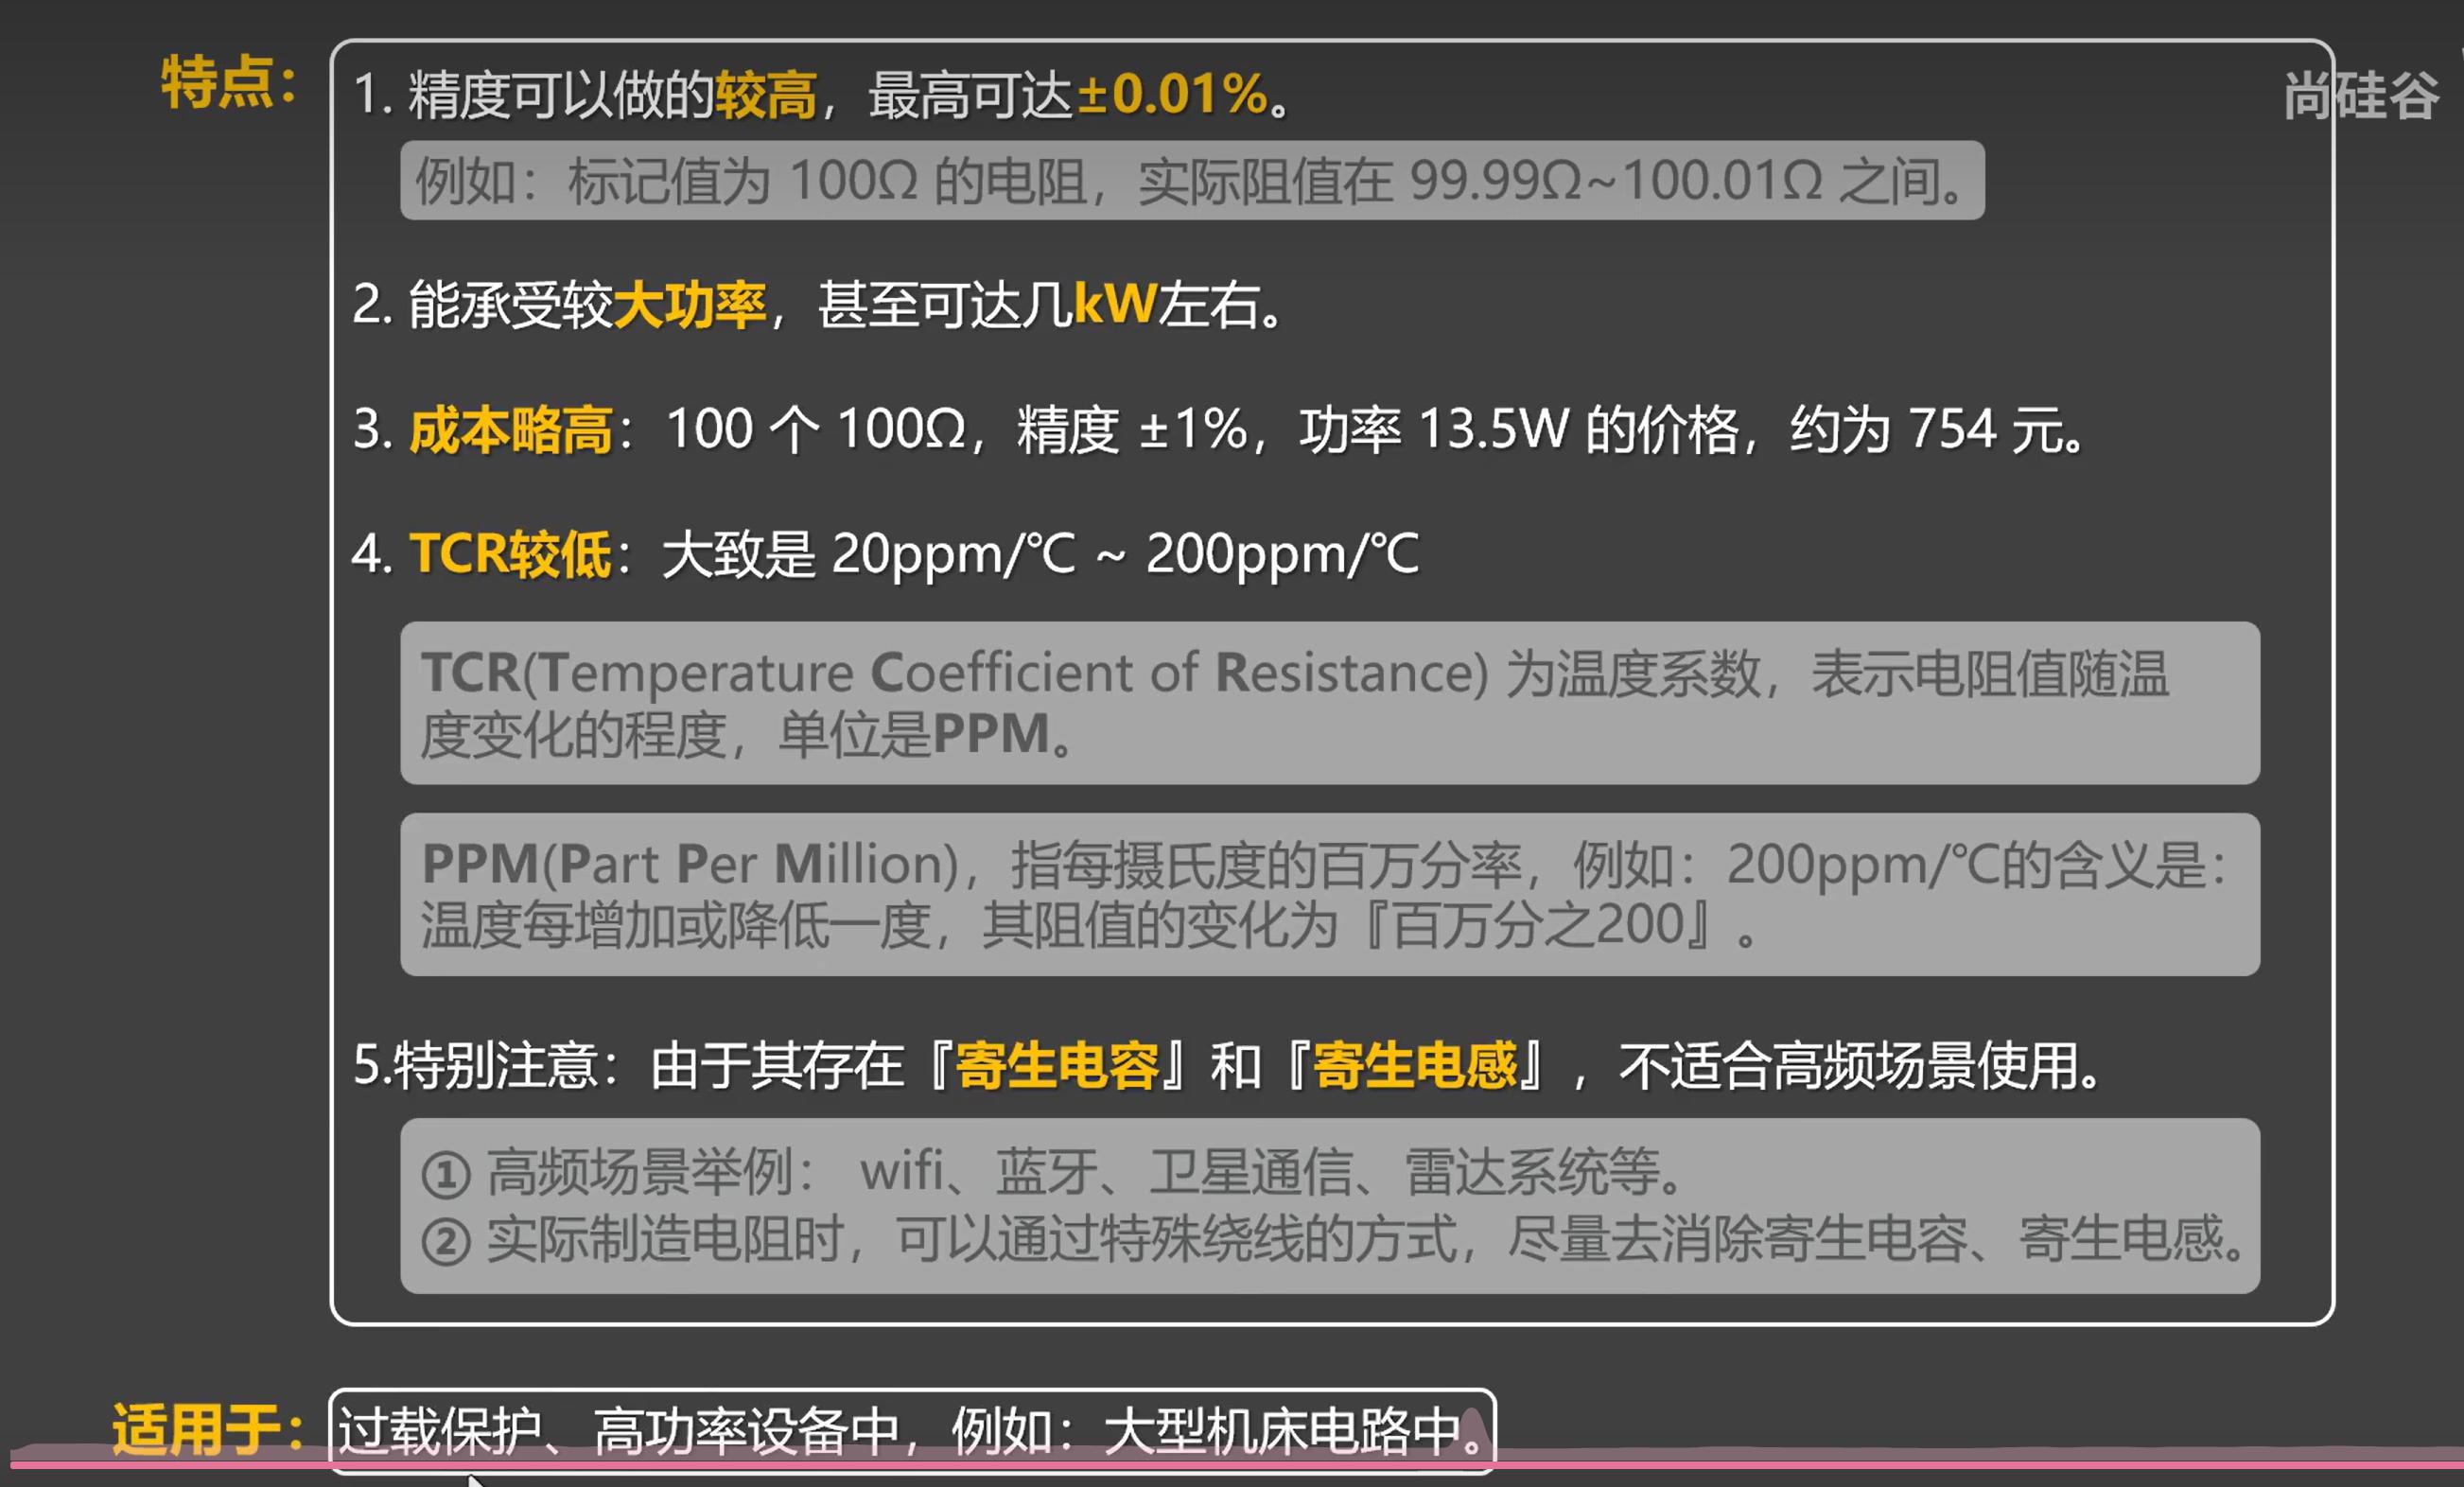 特点：
尚硅谷
1. 精度可以做的较高，最高可达±0.01%。
例如：标记值为 100Ω 的电阻，实际阻值在 99.99Ω~100.01Ω 之间。
2. 能承受较大功率，甚至可达几kW左右。
3. 成本略高：100 个 100Ω，精度 ±1%，功率 13.5W 的价格，约为 754 元。
4. TCR较低：大致是 20ppm/℃ ~ 200ppm/℃
TCR(Temperature Coefficient of Resistance) 为温度系数，表示电阻值随温
度变化的程度，单位是PPM。
PPM(Part Per Million)，指每摄氏度的百万分率，例如：200ppm/℃的含义是：
温度每增加或降低一度，其阻值的变化为『百万分之200』。
5.特别注意：由于其存在『寄生电容』和『寄生电感』，不适合高频场景使用。
① 高频场景举例： wifi、蓝牙、卫星通信、雷达系统等。
② 实际制造电阻时，可以通过特殊绕线的方式，尽量去消除寄生电容、寄生电感。
适用于：
过载保护、高功率设备中，例如：大型机床电路中。